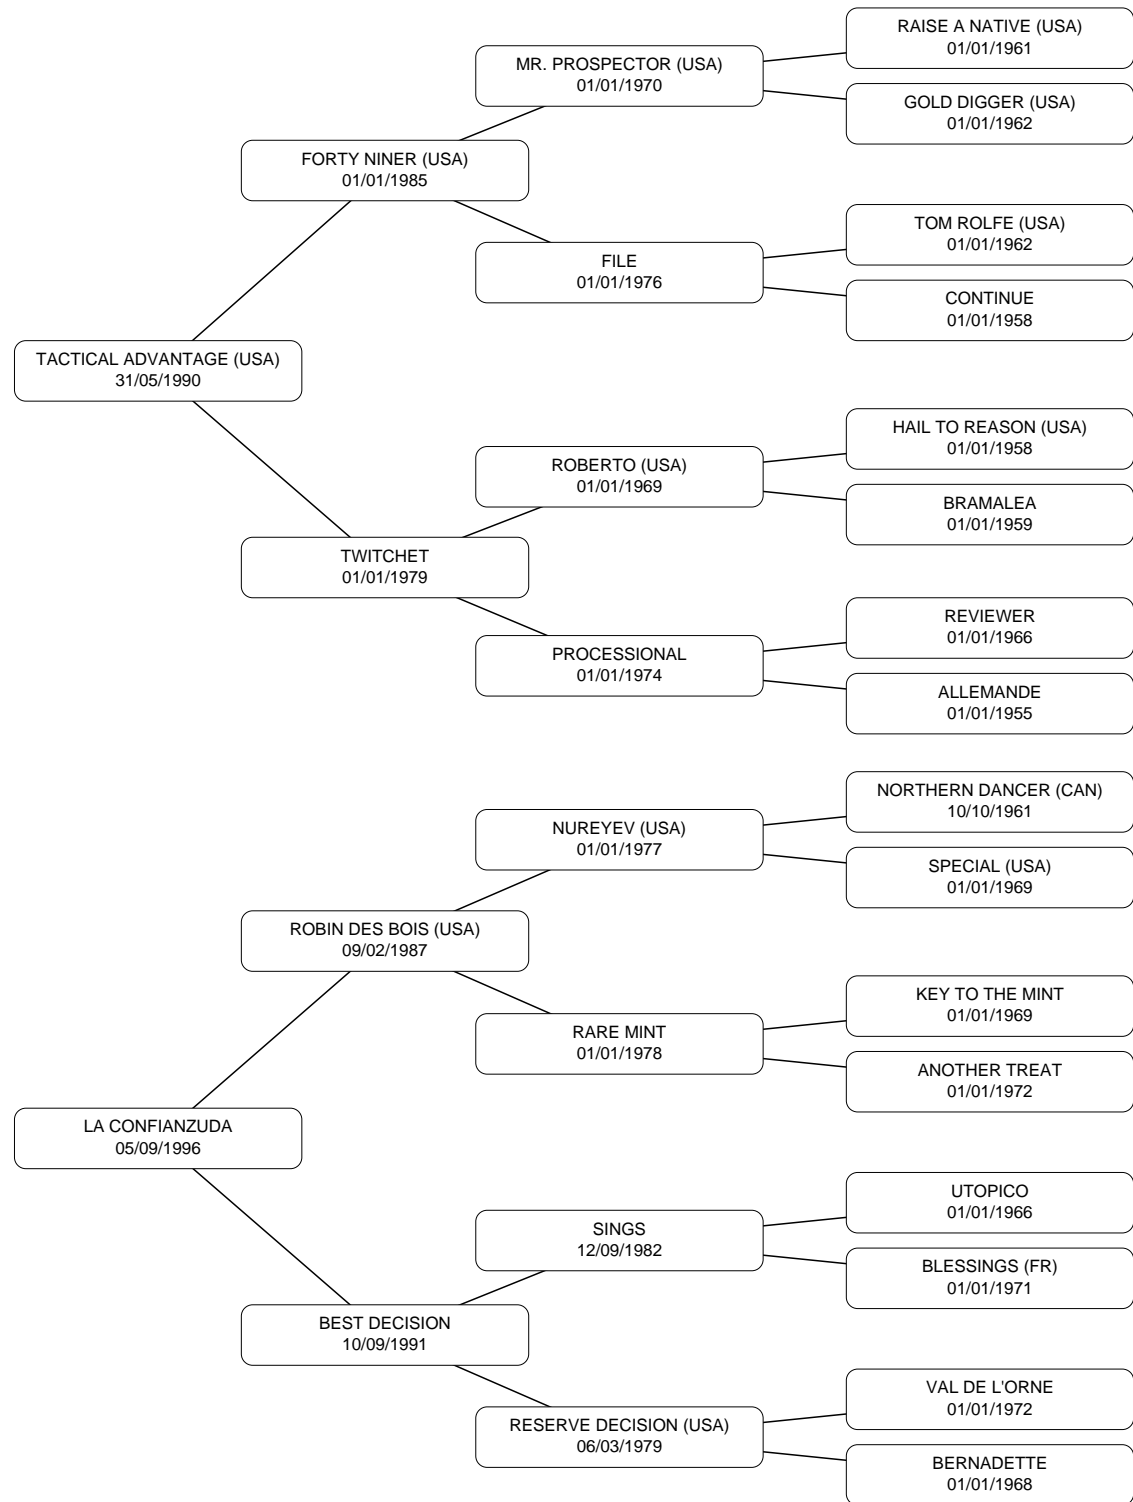 RAISE A NATIVE (USA)
01/01/1961
MR. PROSPECTOR (USA)
01/01/1970
GOLD DIGGER (USA)
01/01/1962
FORTY NINER (USA)
01/01/1985
TOM ROLFE (USA)
01/01/1962
FILE
01/01/1976
CONTINUE
01/01/1958
TACTICAL ADVANTAGE (USA)
31/05/1990
HAIL TO REASON (USA)
01/01/1958
ROBERTO (USA)
01/01/1969
BRAMALEA
01/01/1959
TWITCHET
01/01/1979
REVIEWER
01/01/1966
PROCESSIONAL
01/01/1974
ALLEMANDE
01/01/1955
NORTHERN DANCER (CAN)
10/10/1961
NUREYEV (USA)
01/01/1977
SPECIAL (USA)
01/01/1969
ROBIN DES BOIS (USA)
09/02/1987
KEY TO THE MINT
01/01/1969
RARE MINT
01/01/1978
ANOTHER TREAT
01/01/1972
LA CONFIANZUDA
05/09/1996
UTOPICO
01/01/1966
SINGS
12/09/1982
BLESSINGS (FR)
01/01/1971
BEST DECISION
10/09/1991
VAL DE L'ORNE
01/01/1972
RESERVE DECISION (USA)
06/03/1979
BERNADETTE
01/01/1968